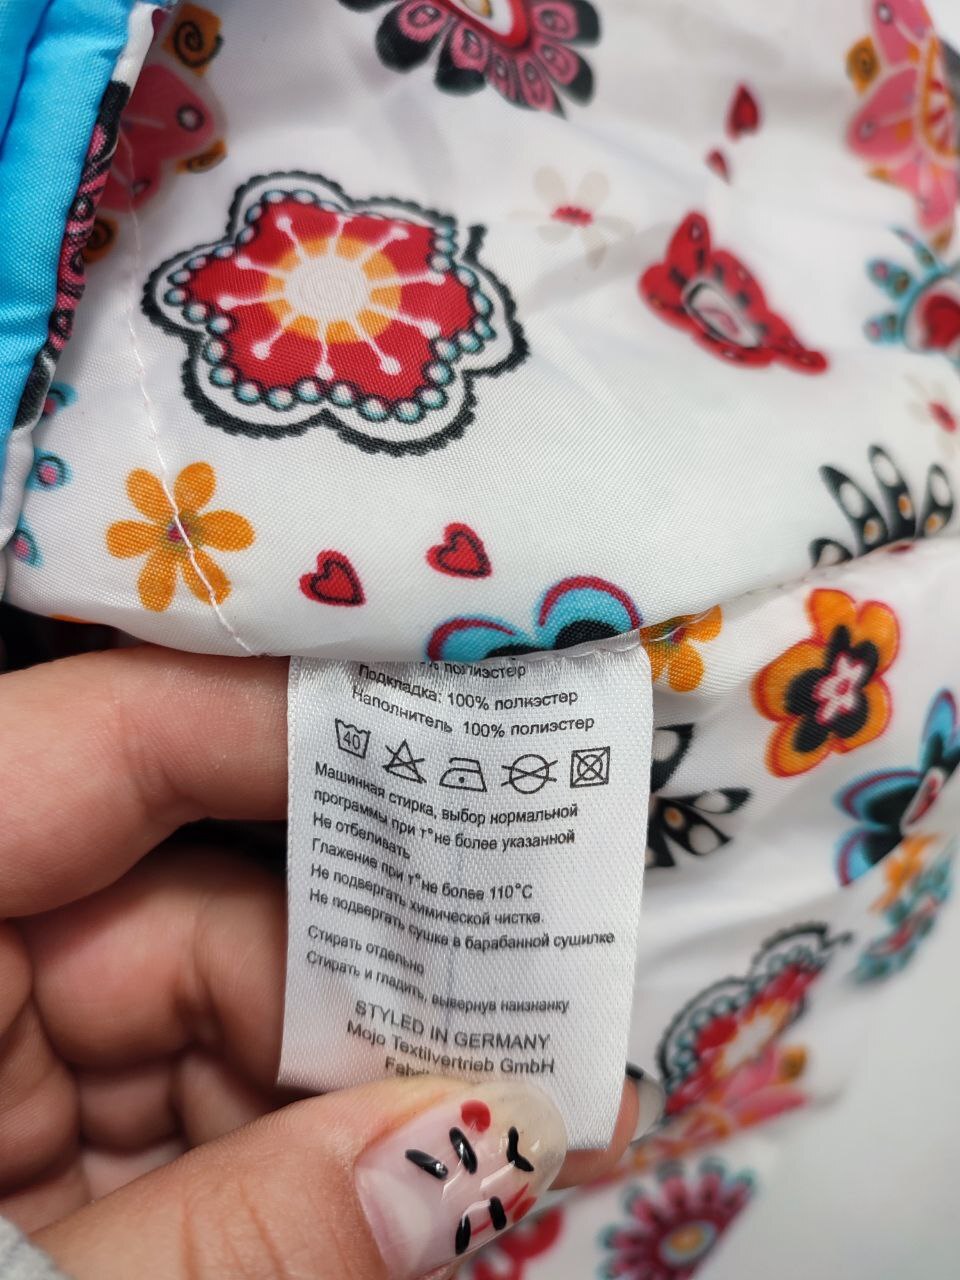 % полиэстер
Подкладка: 100% полиэстер
Наполнитель 100% полиэстер
40
Машинная стирка, выбор нормальной
программы при т°не более указанной
Не отбеливать
Глажение при т°не более 110°С
Не подвергать химической чистке.
Не подвергать сушке в барабанной сушилке
Стирать отдельно
Стирать и гладить, вывернув наизнанку
STYLED IN GERMANY
Mojo Textilvertrieb GmbH